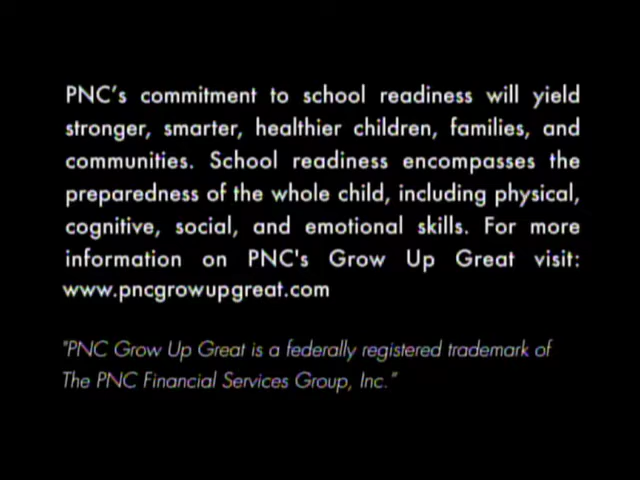 PNC’s commitment to school readiness will yield
stronger, smarter, healthier children, families, and
communities. School readiness encompasses the
preparedness of the whole child, including physical,
cognitive, social, and emotional skills. For more
information on PNC's Grow Up Great visit:
www.pncgrowupgreat.com
"PNC Grow Up Great is a federally registered trademark of
The PNC Financial Services Group, Inc."